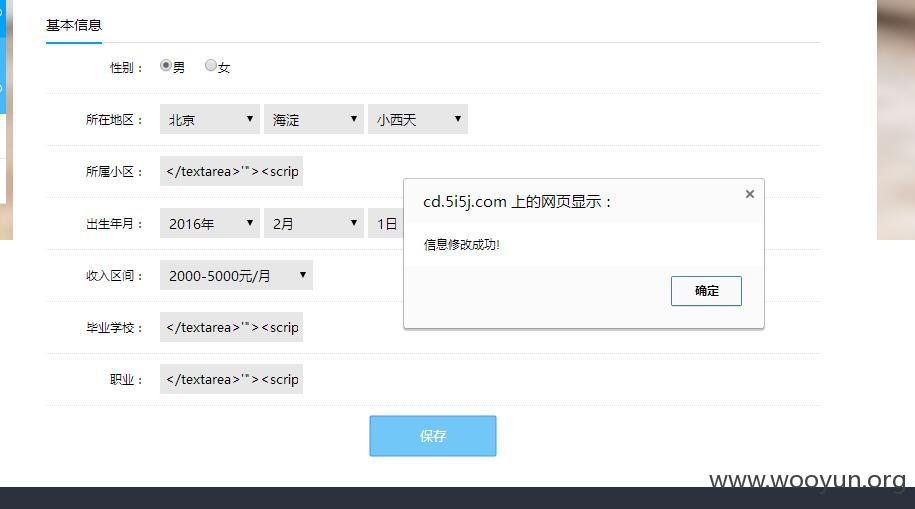 基本信息
性别： 男 女
所在地区： 北京 海淀 小西天
所属小区： </textarea>'"><scrip
出生年月： 2016年 2月 1日
收入区间： 2000-5000元/月
毕业学校： </textarea>'"><scrip
职业： </textarea>'"><scrip
保存
cd.5i5j.com 上的网页显示：
信息修改成功!
确定
www.wooyun.org